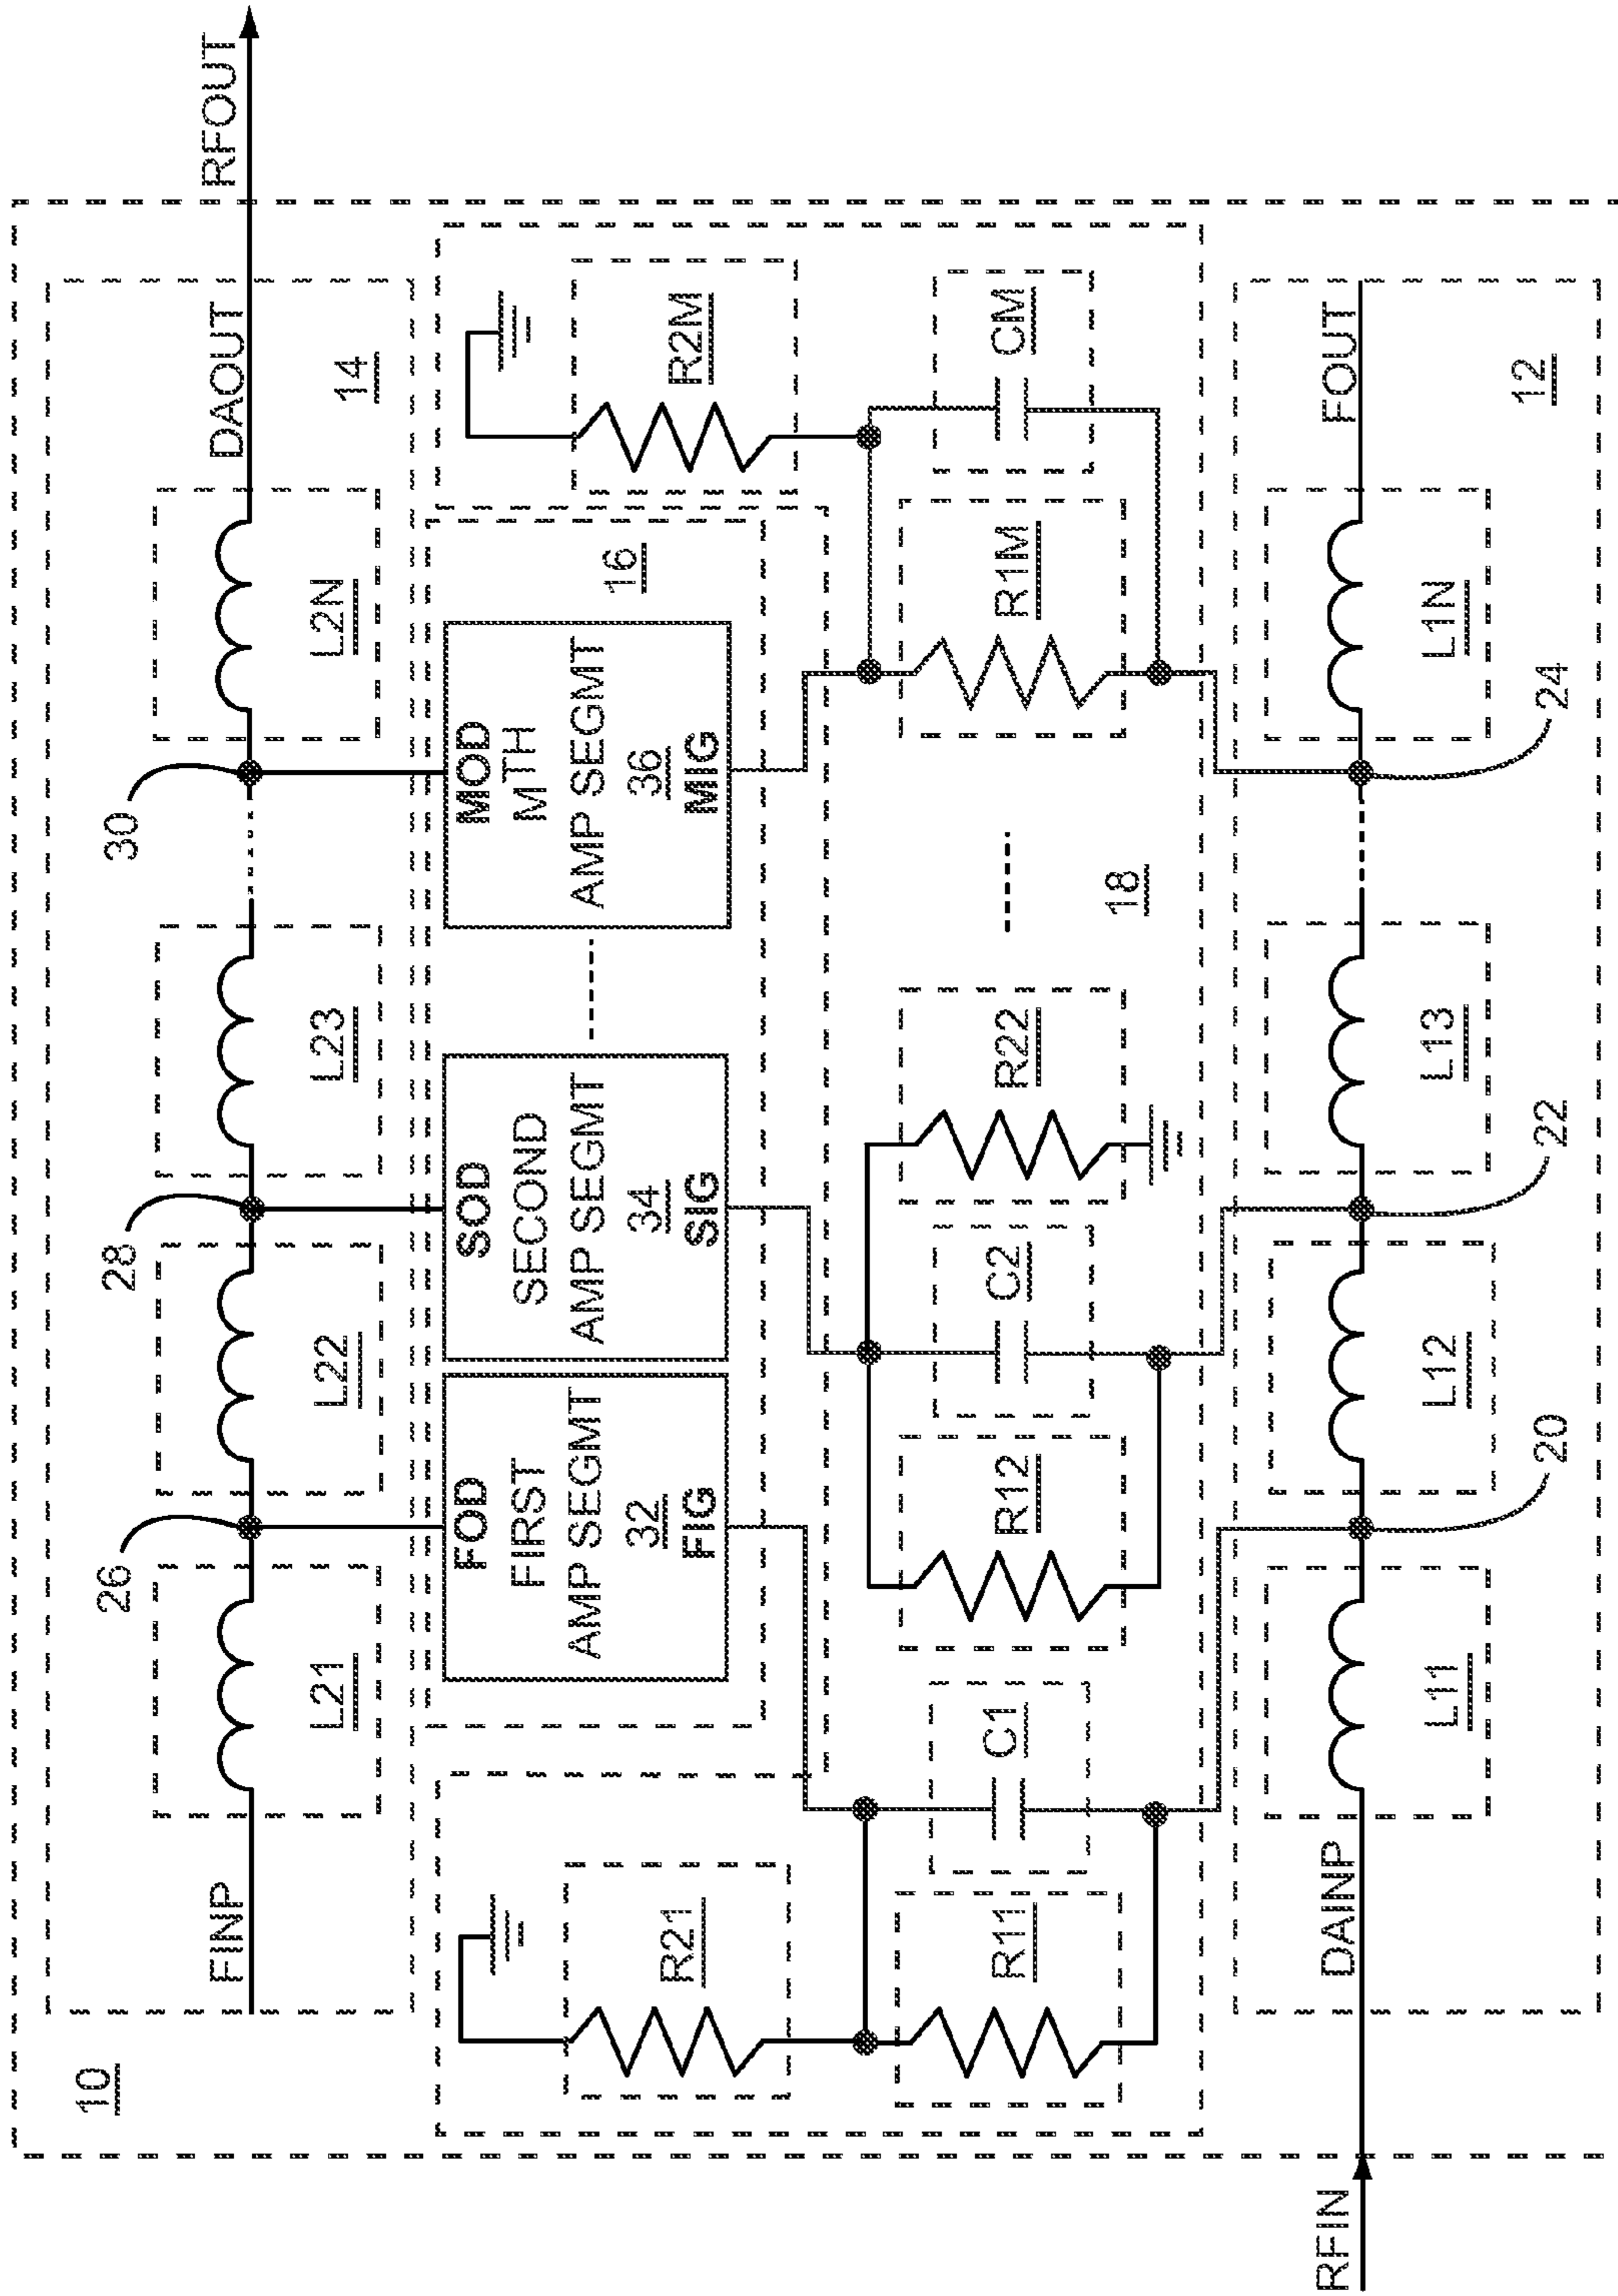 10
RFOUT
26
28
30
FINP
DAOUT
L21
L22
L23
L2N
14
FOD
FIRST
AMP SEGMT
32
FIG
SOD
SECOND
AMP SEGMT
34
SIG
MOD
MTH
AMP SEGMT
36
MIG
16
R21
R2M
R11
C1
R12
C2
R22
R1M
CM
18
RFIN
DAINP
FOUT
L11
L12
L13
L1N
12
20
22
24